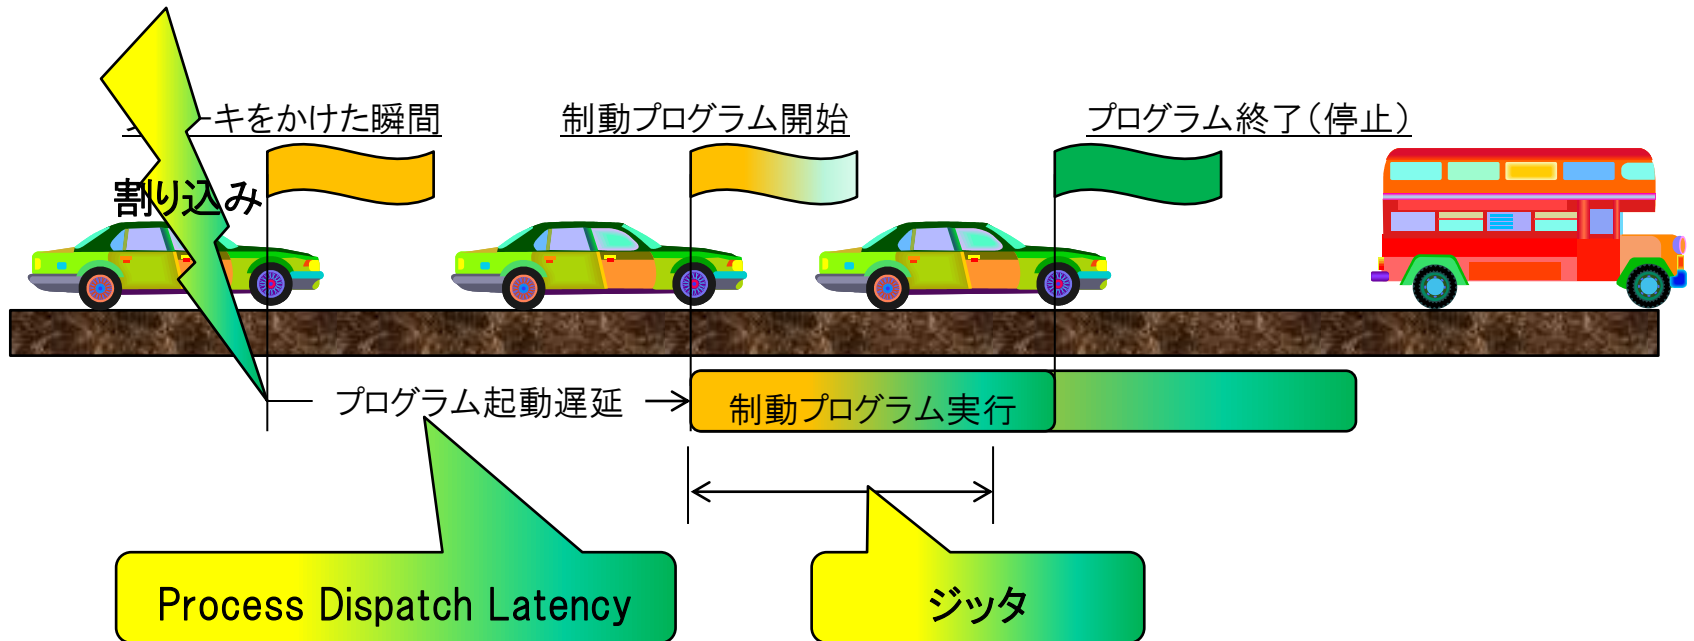 ーキをかけた瞬間
制動プログラム開始
プログラム終了(停止)
割り込み
プログラム起動遅延
制動プログラム実行
Process Dispatch Latency
ジッタ